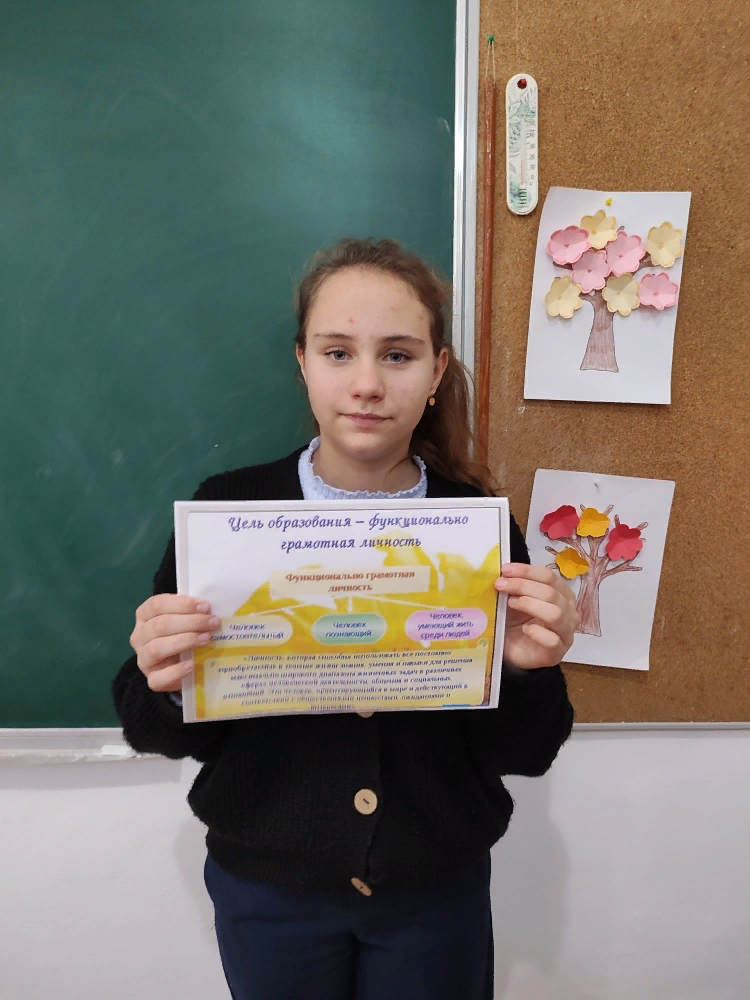 Цель образования – функционально
грамотная личность
Функционально грамотная
личность
Человек
самостоятельный
Человек
познающий
Человек,
умеющий жить
среди людей
«Личность, которая способна использовать все постоянно
приобретаемые в течение жизни знания, умения и навыки для решения
максимально широкого диапазона жизненных задач в различных
сферах человеческой деятельности, общения и социальных
отношений. Это человек, ориентирующийся в мире и действующий в
соответствии с общественными ценностями, ожиданиями и
интересами».